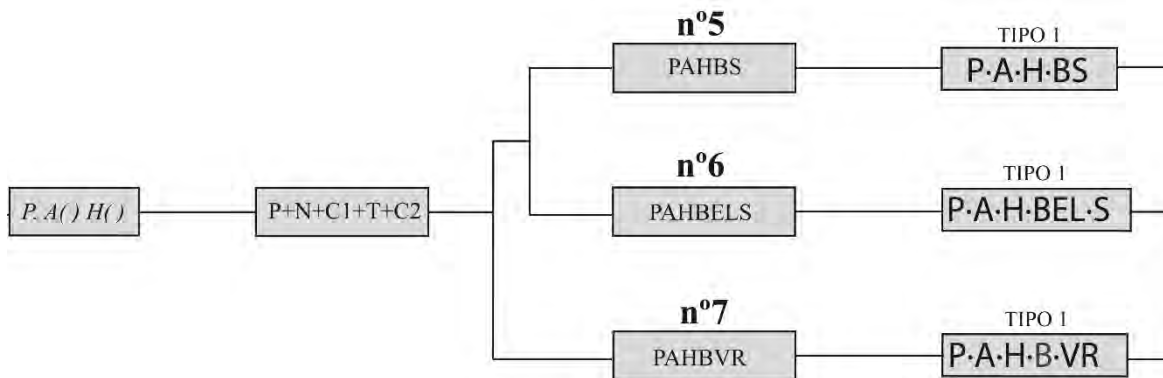 nº5
TIPO 1
PAHBS
P·A·H·BS
nº6
TIPO 1
P. A( ) H( )
P+N+C1+T+C2
PAHBELS
P·A·H·BEL·S
nº7
TIPO 1
PAHBVR
P·A·H·B·VR